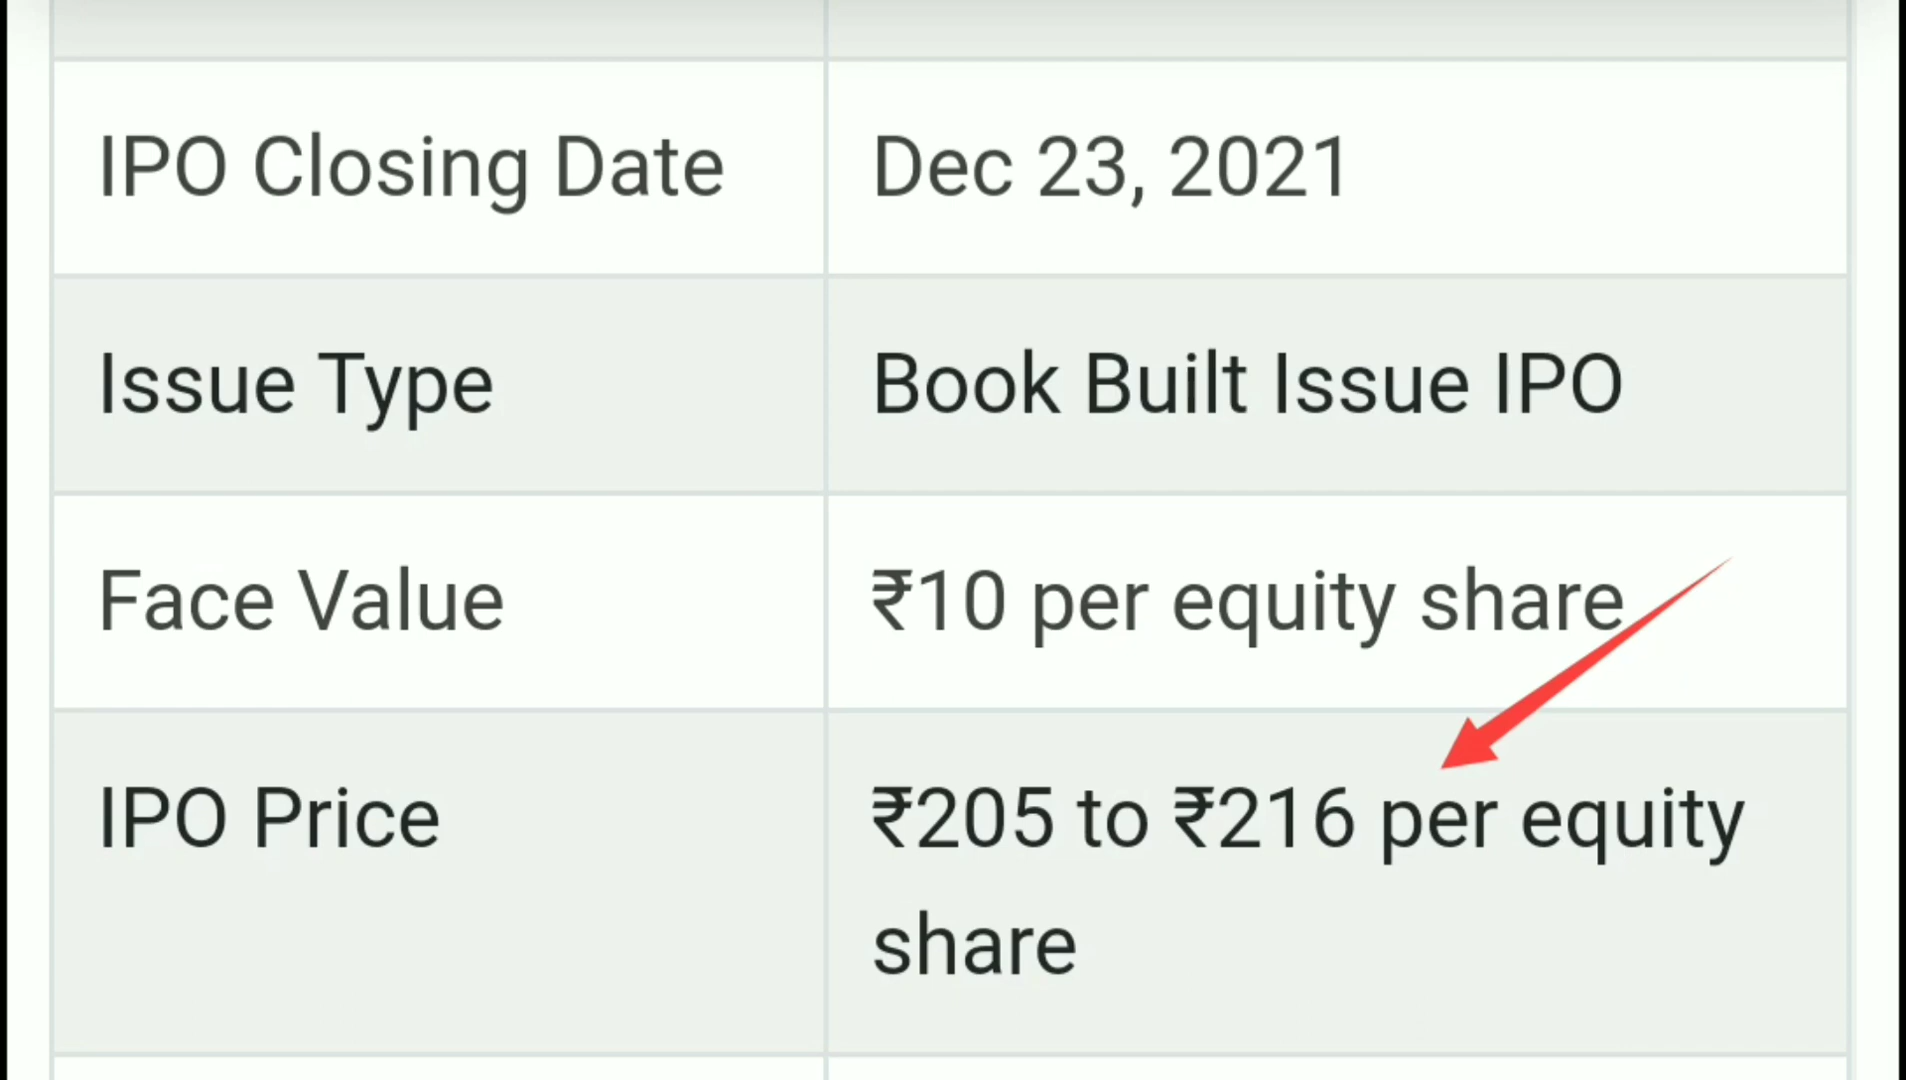 IPO Closing Date Dec 23, 2021
Issue Type Book Built Issue IPO
Face Value ₹10 per equity share
IPO Price ₹205 to ₹216 per equity
share